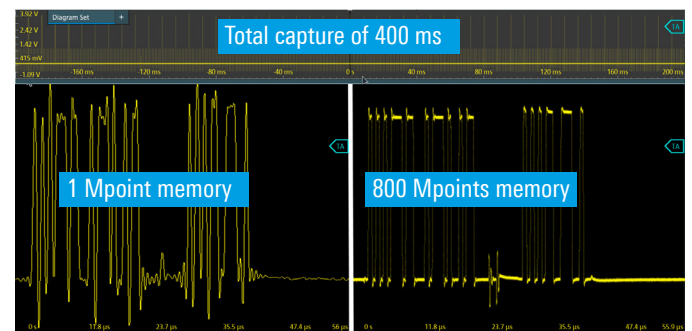 3.92 V
Diagram Set +
2.42 V
1.42 V
415 mV
-1.09 V
Total capture of 400 ms
1A
-160 ms -120 ms -80 ms -40 ms 0 s 40 ms 80 ms 120 ms 160 ms 200 ms
1A 1A
1 Mpoint memory 800 Mpoints memory
0 s 11.8 µs 23.7 µs 35.5 µs 47.4 µs 56 µs 0 s 11.8 µs 23.7 µs 35.5 µs 47.4 µs 55.9 µs